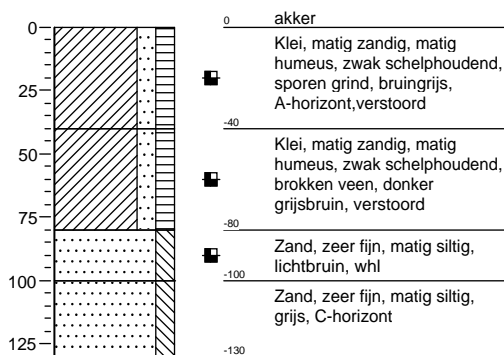 0
25
50
75
100
125
0
akker
Klei, matig zandig, matig
humeus, zwak schelphoudend,
sporen grind, bruingrijs,
A-horizont,verstoord
-40
Klei, matig zandig, matig
humeus, zwak schelphoudend,
brokken veen, donker
grijsbruin, verstoord
-80
Zand, zeer fijn, matig siltig,
lichtbruin, whl
-100
Zand, zeer fijn, matig siltig,
grijs, C-horizont
-130